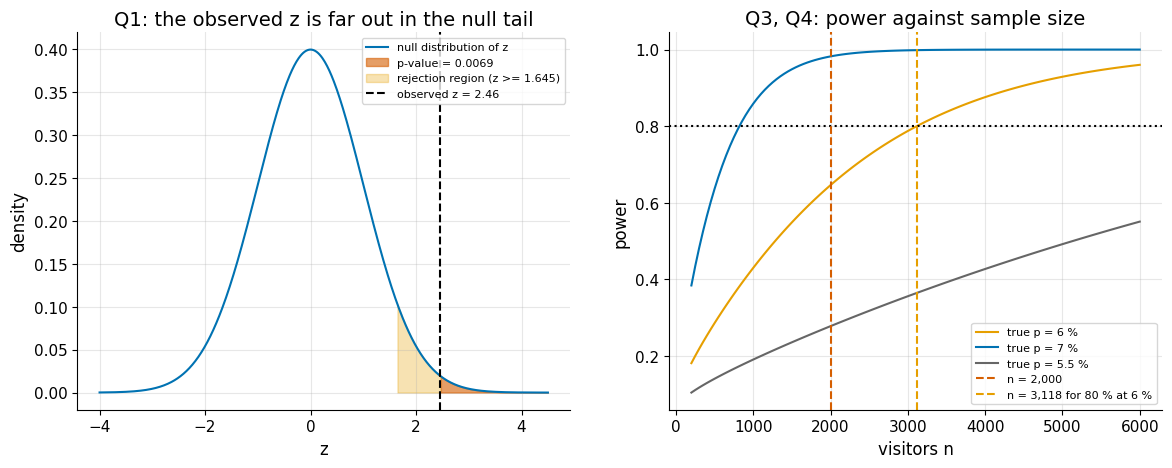 Q1: the observed z is far out in the null tail
0.40
0.35
0.30
0.25
0.20
0.15
0.10
0.05
0.00
density
−4
−2
0
2
4
z
null distribution of z
p-value = 0.0069
rejection region (z >= 1.645)
observed z = 2.46
Q3, Q4: power against sample size
1.0
0.8
0.6
0.4
0.2
power
0
1000
2000
3000
4000
5000
6000
visitors n
true p = 6 %
true p = 7 %
true p = 5.5 %
n = 2,000
n = 3,118 for 80 % at 6 %